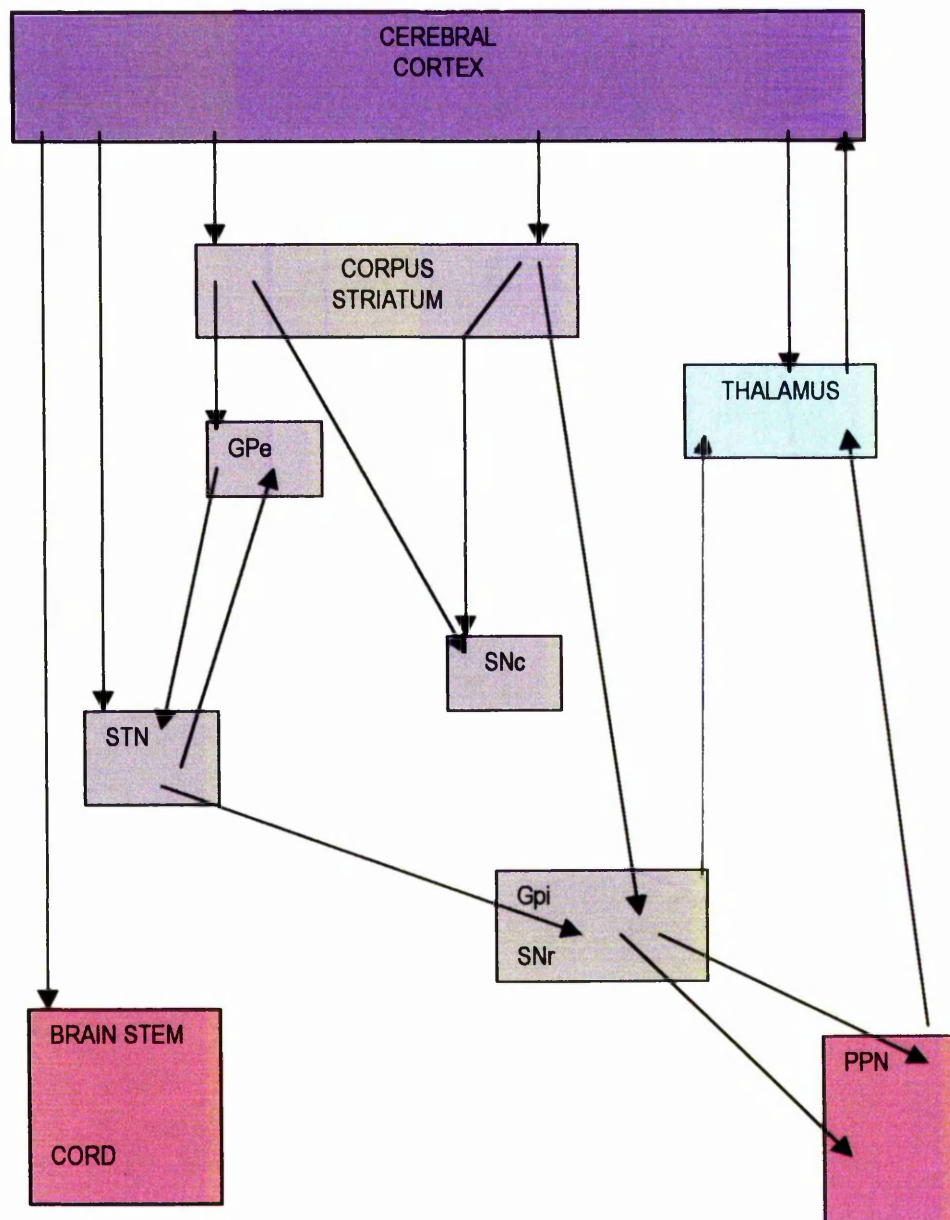 CEREBRAL
CORTEX
CORPUS
STRIATUM
THALAMUS
GPe
SNc
STN
Gpi
SNr
BRAIN STEM
CORD
PPN